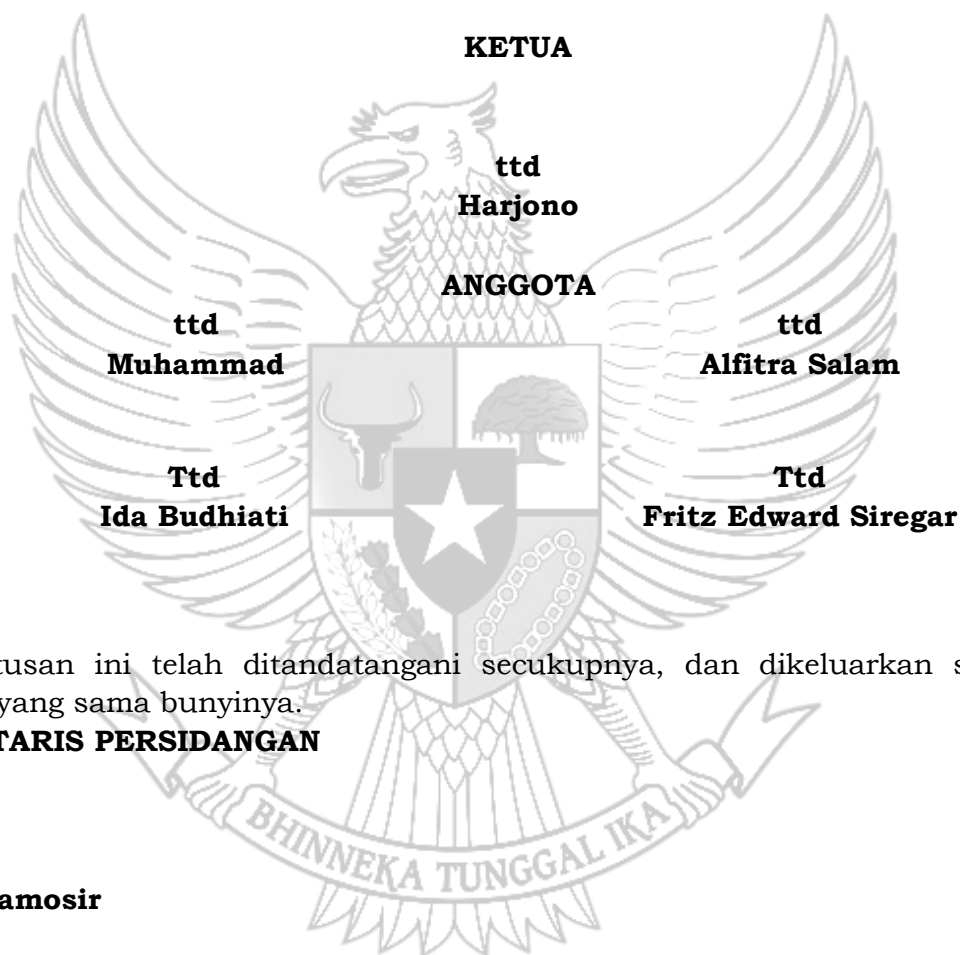 KETUA
ttd
Harjono
ANGGOTA
ttd ttd
Muhammad Alfitra Salam
Ttd Ttd
Ida Budhiati Fritz Edward Siregar
tusan ini telah ditandatangani secukupnya, dan dikeluarkan s
yang sama bunyinya.
TARIS PERSIDANGAN
BHINNEKA TUNGGAL IKA
amosir